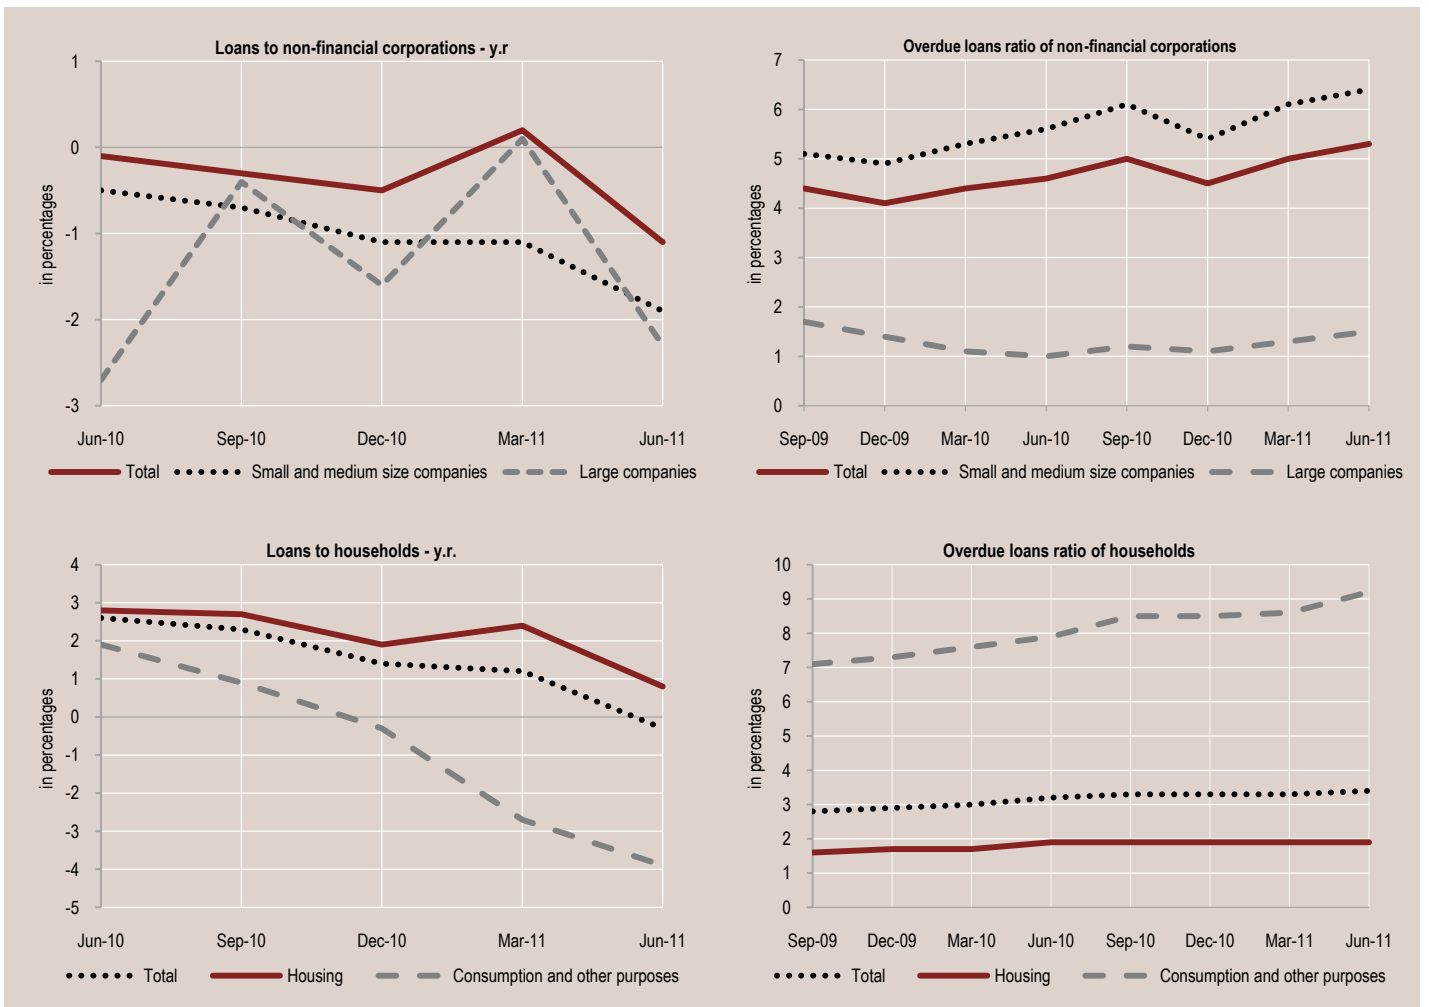 Loans to non-financial corporations - y.r
1
0
-1
-2
-3
in percentages
Jun-10 Sep-10 Dec-10 Mar-11 Jun-11
Total Small and medium size companies Large companies
Overdue loans ratio of non-financial corporations
7
6
5
4
3
2
1
0
in percentages
Sep-09 Dec-09 Mar-10 Jun-10 Sep-10 Dec-10 Mar-11 Jun-11
Total Small and medium size companies Large companies
Loans to households - y.r.
4
3
2
1
0
-1
-2
-3
-4
-5
in percentages
Jun-10 Sep-10 Dec-10 Mar-11 Jun-11
Total Housing Consumption and other purposes
Overdue loans ratio of households
10
9
8
7
6
5
4
3
2
1
0
in percentages
Sep-09 Dec-09 Mar-10 Jun-10 Sep-10 Dec-10 Mar-11 Jun-11
Total Housing Consumption and other purposes